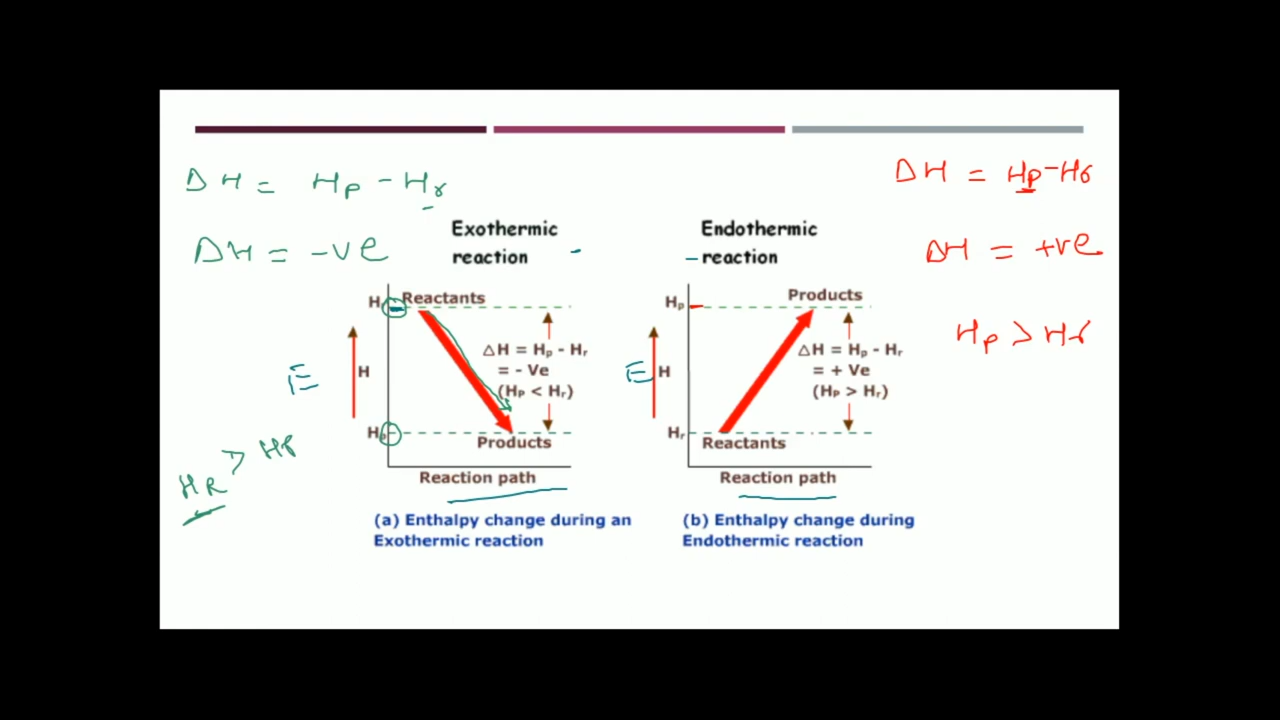 ΔH = Hp - Hr
ΔH = Hp - Hr
Exothermic
reaction
Endothermic
reaction
ΔH = -ve
ΔH = +ve
Hr Reactants
Hp
Products
Hp > Hr
E
H
△H = Hp - Hr
= - Ve
(HP < Hr)
E
H
△H = Hp - Hr
= + Ve
(HP > Hr)
Hp
Products
Hr
Reactants
HR >
Reaction path
Reaction path
(a) Enthalpy change during an
Exothermic reaction
(b) Enthalpy change during
Endothermic reaction